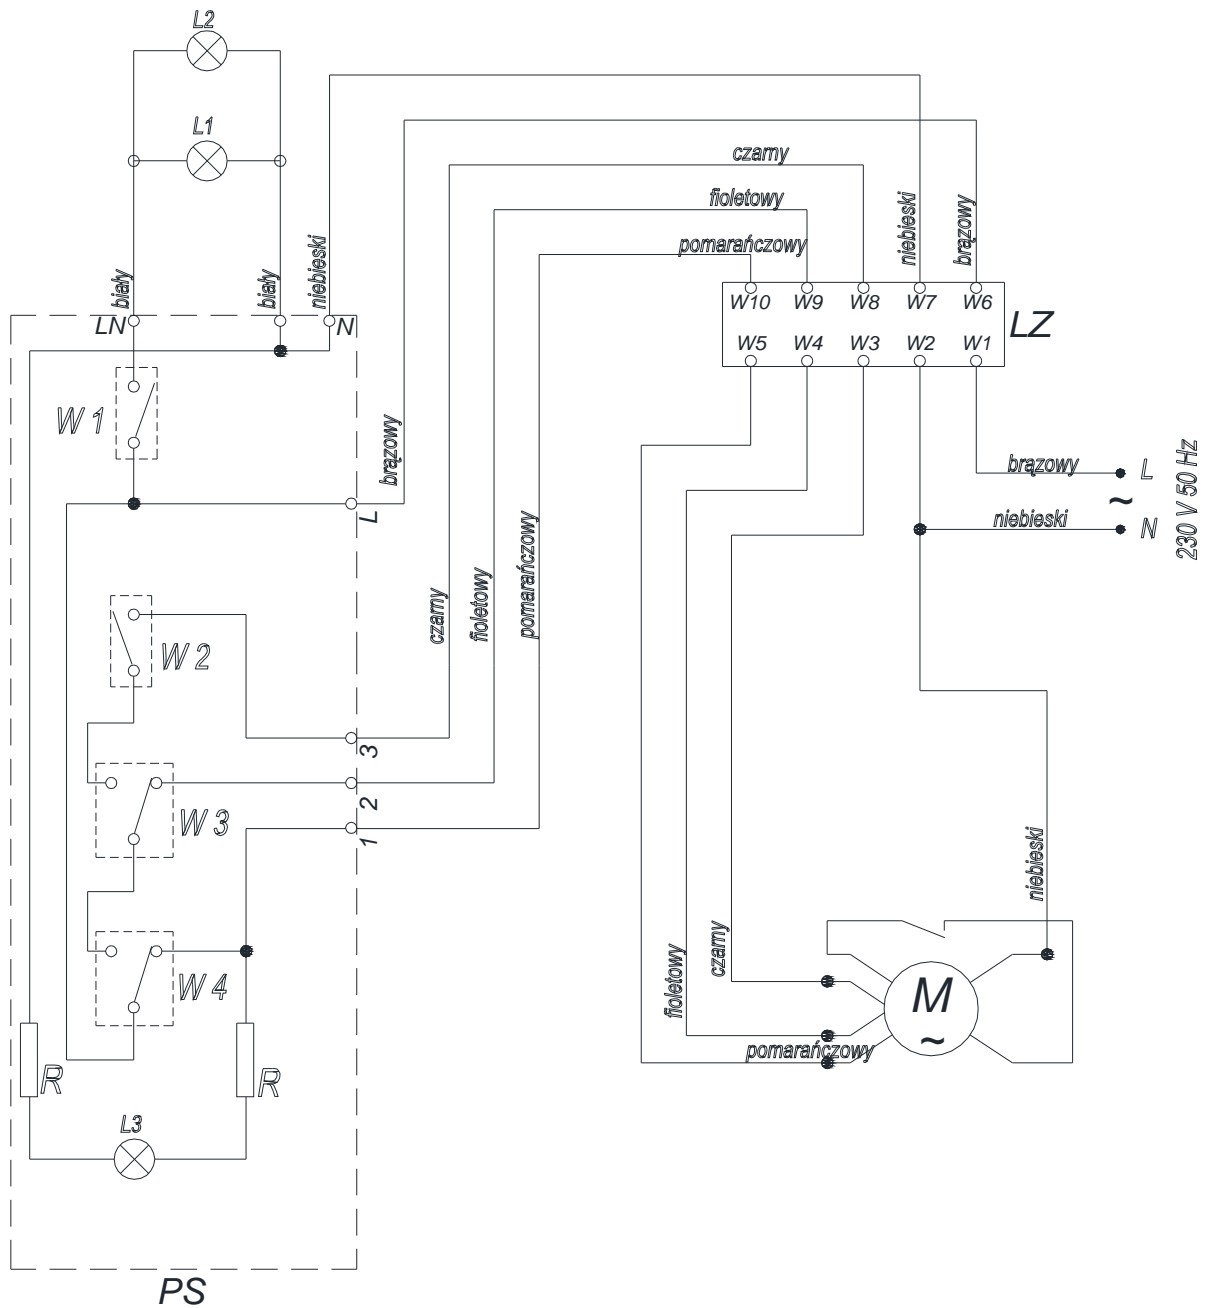 L2
L1
czarny
fioletowy
pomarańczowy
niebieski
brązowy
biały
biały
niebieski
LN
N
W10 W9 W8 W7 W6
W5 W4 W3 W2 W1
LZ
W 1
brązowy
L
brązowy L
~
niebieski N
230 V 50 Hz
czarny
fioletowy
pomarańczowy
W 2
3
2
1
W 3
W 4
niebieski
czarny
fioletowy
pomarańczowy
M
~
R
R
L3
PS